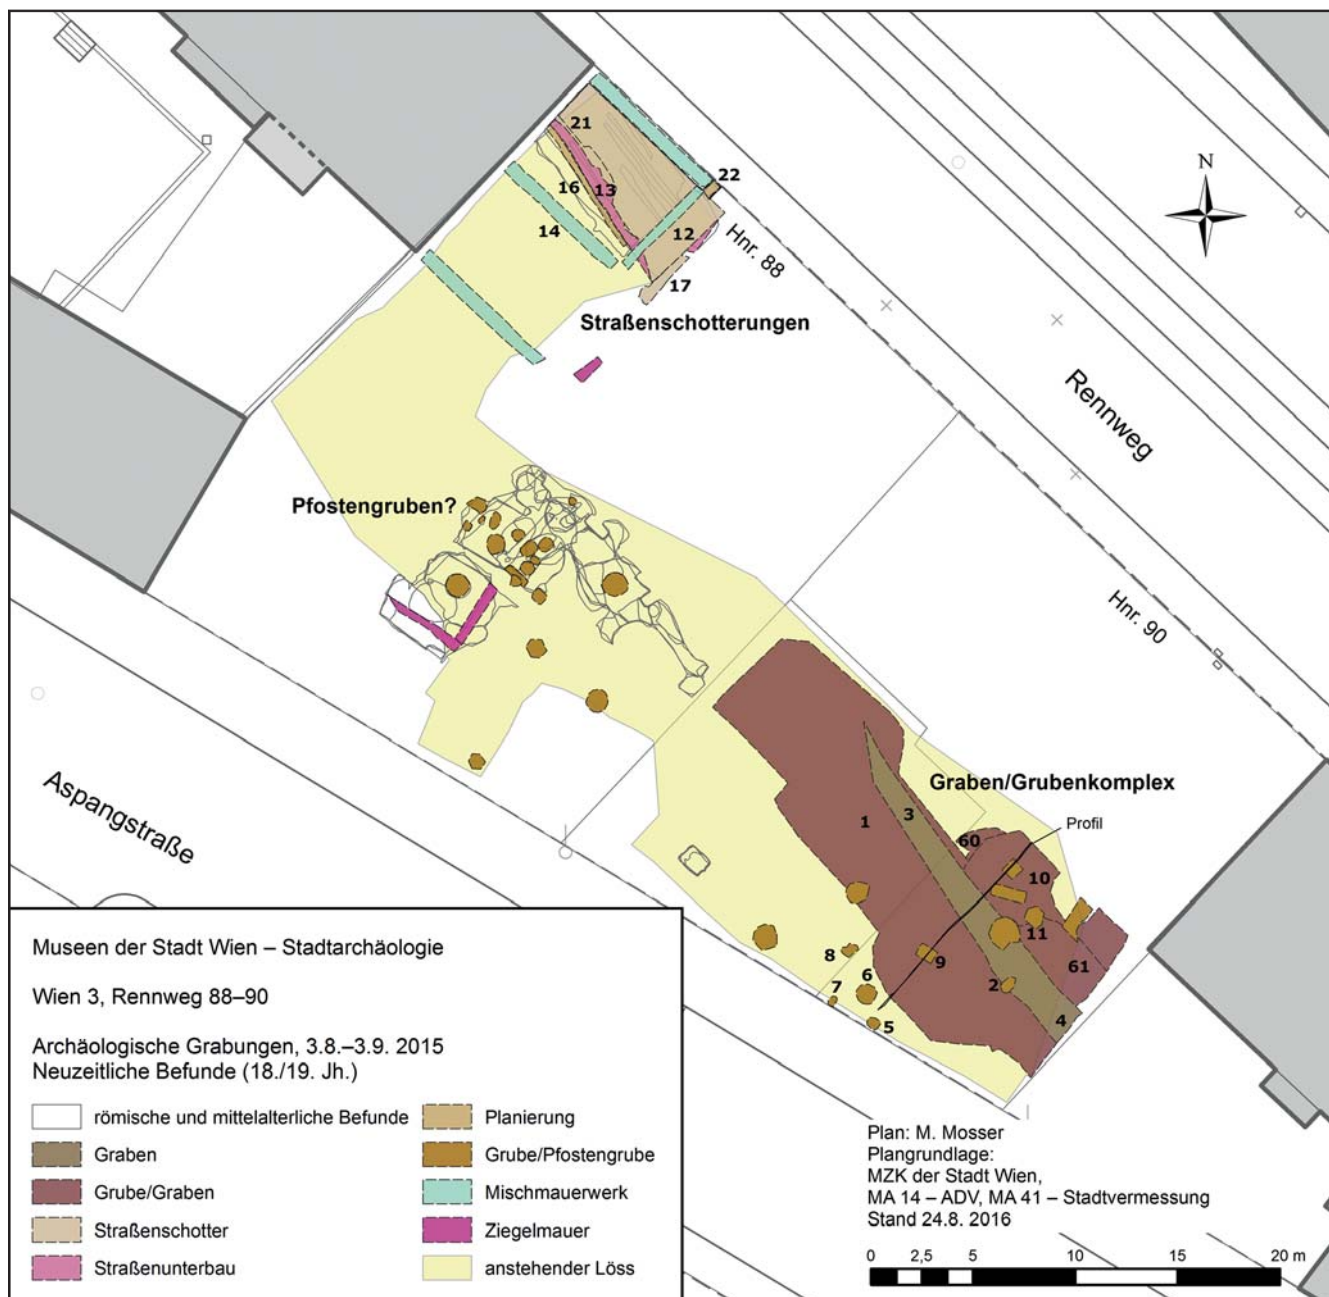 21
22
16
13
14
12
17
Hnr. 88
N
Straßenschotterungen
Rennweg
Pfostengruben?
Hnr. 90
Aspangstraße
Graben/Grubenkomplex
Profil
1
3
60
10
11
8
9
6
7
5
2
61
4
Museen der Stadt Wien – Stadtarchäologie
Wien 3, Rennweg 88–90
Archäologische Grabungen, 3.8.–3.9. 2015
Neuzeitliche Befunde (18./19. Jh.)
römische und mittelalterliche Befunde
Graben
Grube/Graben
Straßenschotter
Straßenunterbau
Planierung
Grube/Pfostengrube
Mischmauerwerk
Ziegelmauer
anstehender Löss
Plan: M. Mosser
Plangrundlage:
MZK der Stadt Wien,
MA 14 – ADV, MA 41 – Stadtvermessung
Stand 24.8. 2016
0 2,5 5 10 15 20 m